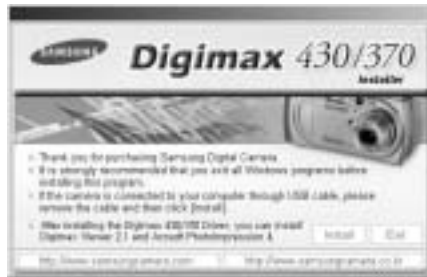 SAMSUNG
Digimax 430/370
Installer
Thank you for purchasing Samsung Digital Camera.
It is strongly recommended that you exit all Windows programs before
installing this program.
If the camera is connected to your computer through USB cable, please
remove the cable and then click [Install].
After installing the Digimax 430/370 Driver, you can install
Digimax Viewer 2.1 and Arcsoft PhotoImpression 4.
Install
Exit
http://www.samsungcamera.com
http://www.samsungcamera.co.kr